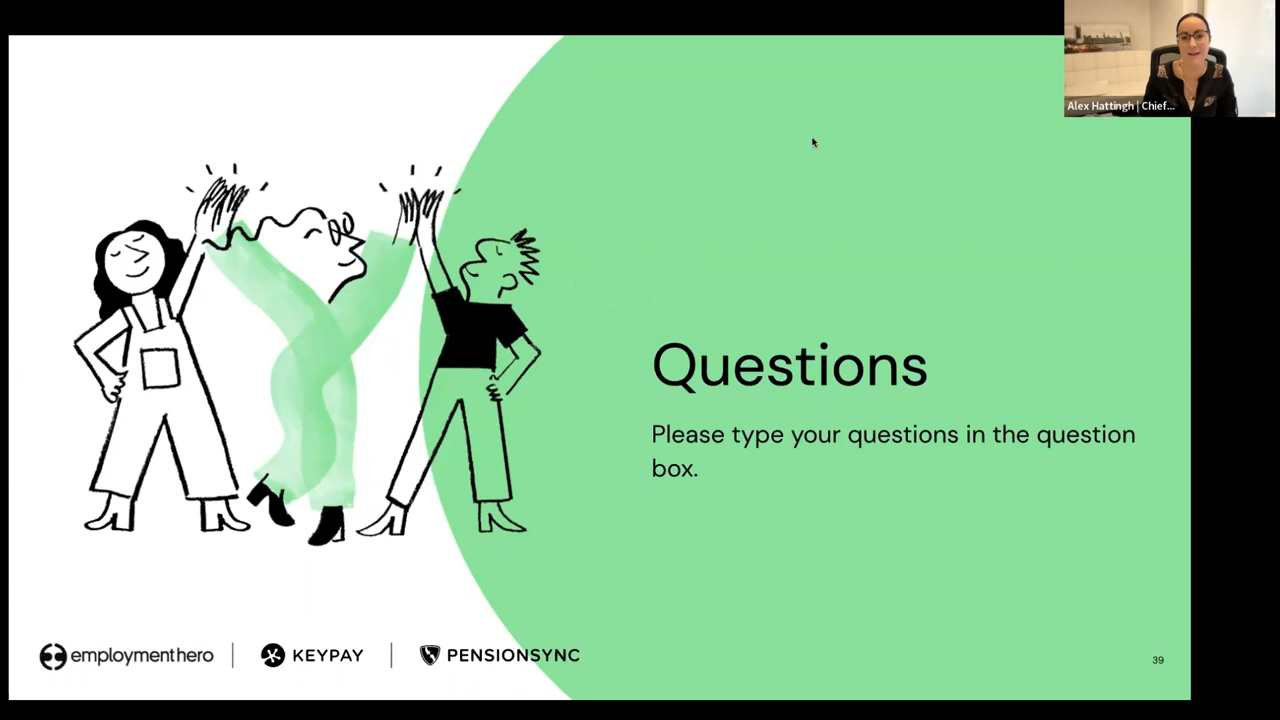 Alex Hattingh | Chief...
Questions
Please type your questions in the question
box.
employmenthero | KEYPAY | PENSIONSYNC
39